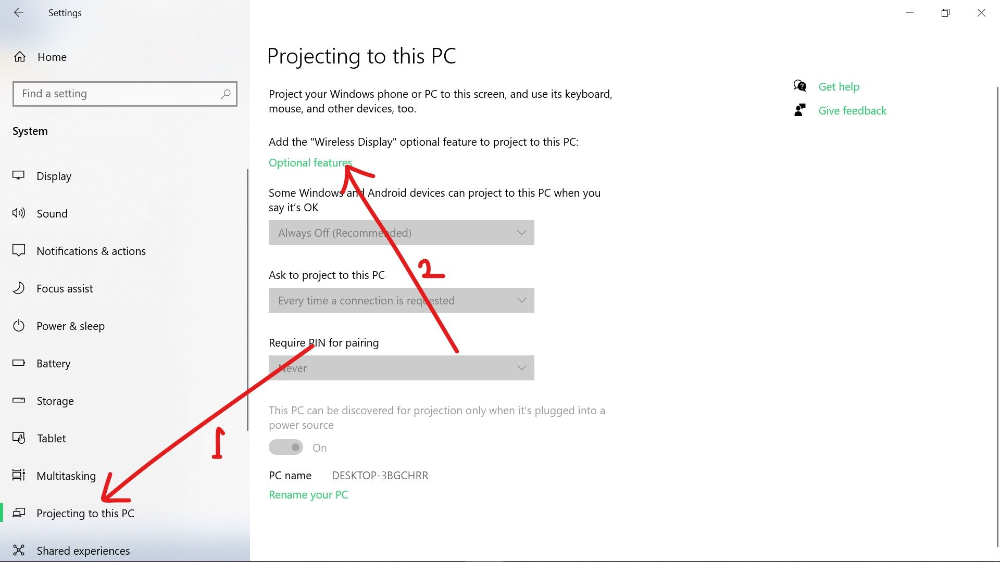 Settings
Home
Find a setting
System
Display
Sound
Notifications & actions
Focus assist
Power & sleep
Battery
Storage
Tablet
Multitasking
Projecting to this PC
Shared experiences
1
Projecting to this PC
Project your Windows phone or PC to this screen, and use its keyboard,
mouse, and other devices, too.
Add the "Wireless Display" optional feature to project to this PC:
Optional features
Some Windows and Android devices can project to this PC when you
say it's OK
Always Off (Recommended)
2
Ask to project to this PC
Every time a connection is requested
Require PIN for pairing
Never
This PC can be discovered for projection only when it's plugged into a
power source
On
PC name DESKTOP-3BGCHRR
Rename your PC
Get help
Give feedback